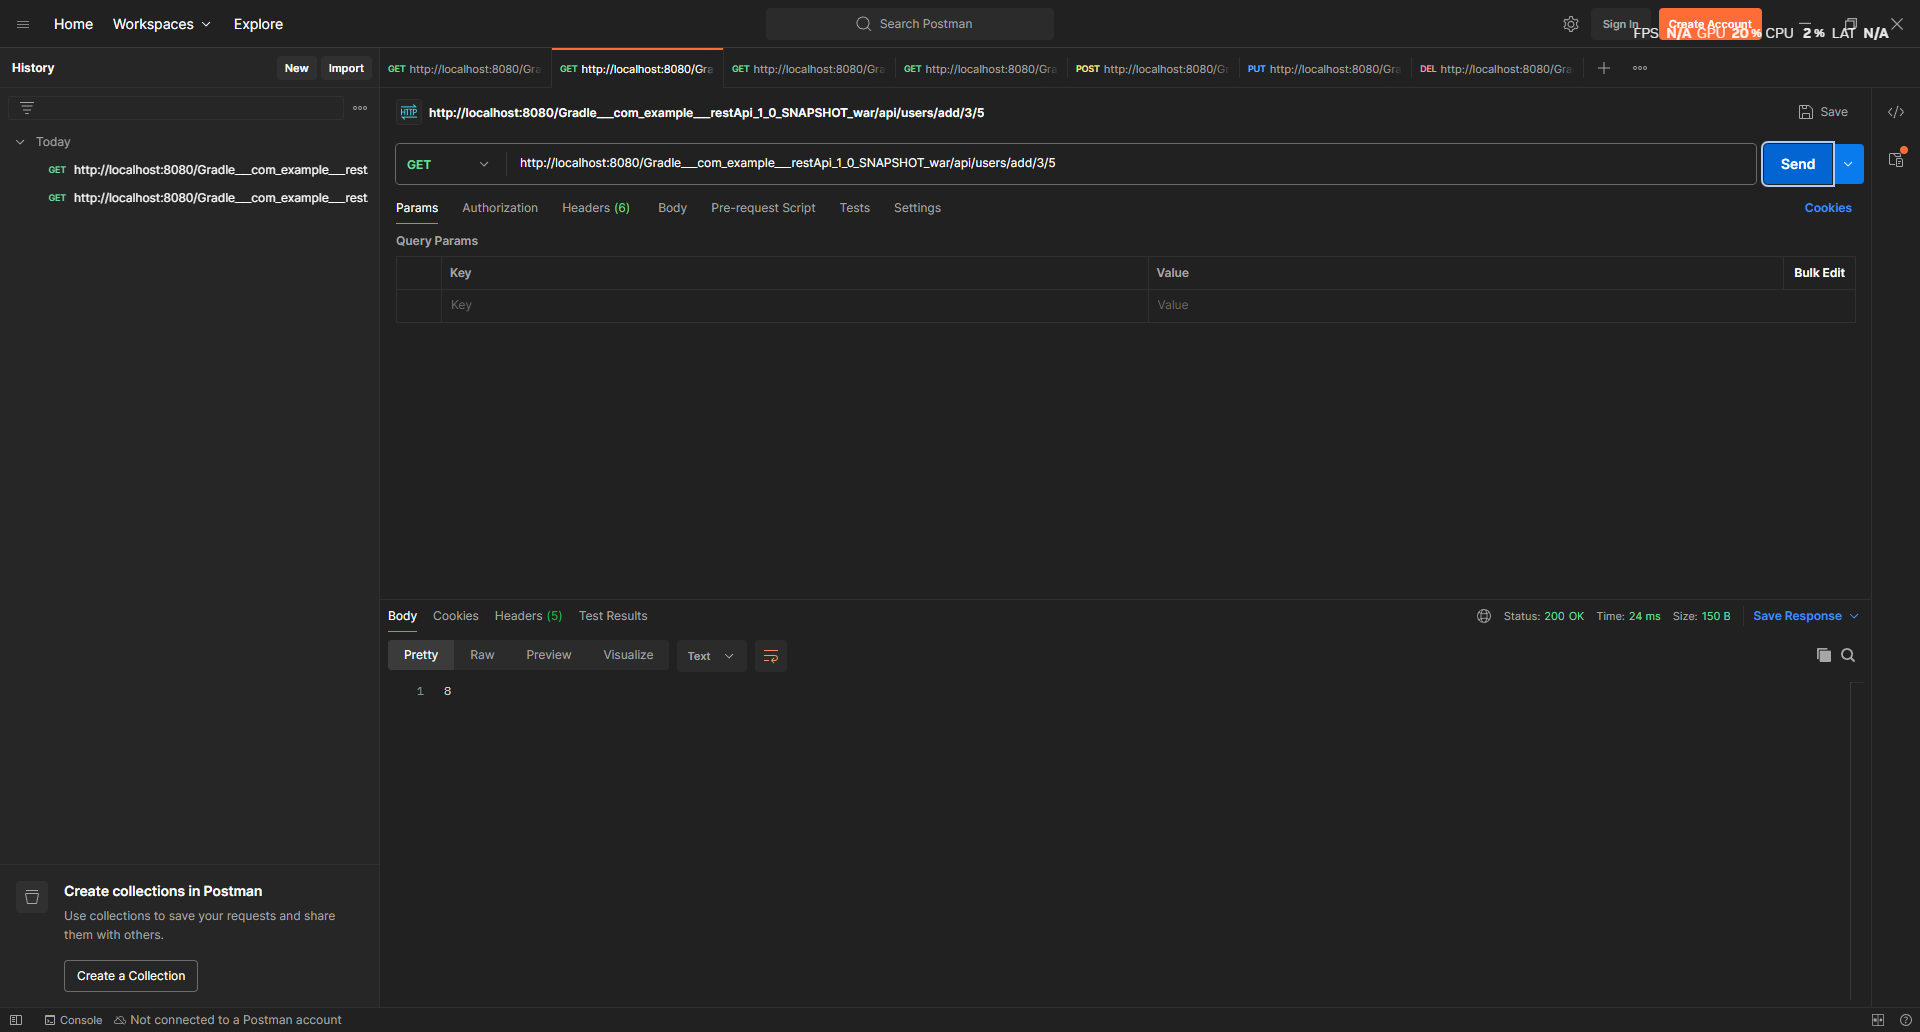 Home Workspaces Explore
Search Postman
Sign In Create Account
FPS N/A GPU 20 % CPU 2 % LAT N/A
History New Import
GET http://localhost:8080/Gra
GET http://localhost:8080/Gra
GET http://localhost:8080/Gra
GET http://localhost:8080/Gra
POST http://localhost:8080/G
PUT http://localhost:8080/Gra
DEL http://localhost:8080/Gra
HTTP http://localhost:8080/Gradle___com_example___restApi_1_0_SNAPSHOT_war/api/users/add/3/5
Save
Today
GET http://localhost:8080/Gradle___com_example___rest
GET http://localhost:8080/Gradle___com_example___rest
GET http://localhost:8080/Gradle___com_example___restApi_1_0_SNAPSHOT_war/api/users/add/3/5
Send
Params Authorization Headers (6) Body Pre-request Script Tests Settings
Cookies
Query Params
Key Value Bulk Edit
Key Value
Body Cookies Headers (5) Test Results
Status: 200 OK Time: 24 ms Size: 150 B Save Response
Pretty Raw Preview Visualize Text
1 8
Create collections in Postman
Use collections to save your requests and share
them with others.
Create a Collection
Console Not connected to a Postman account